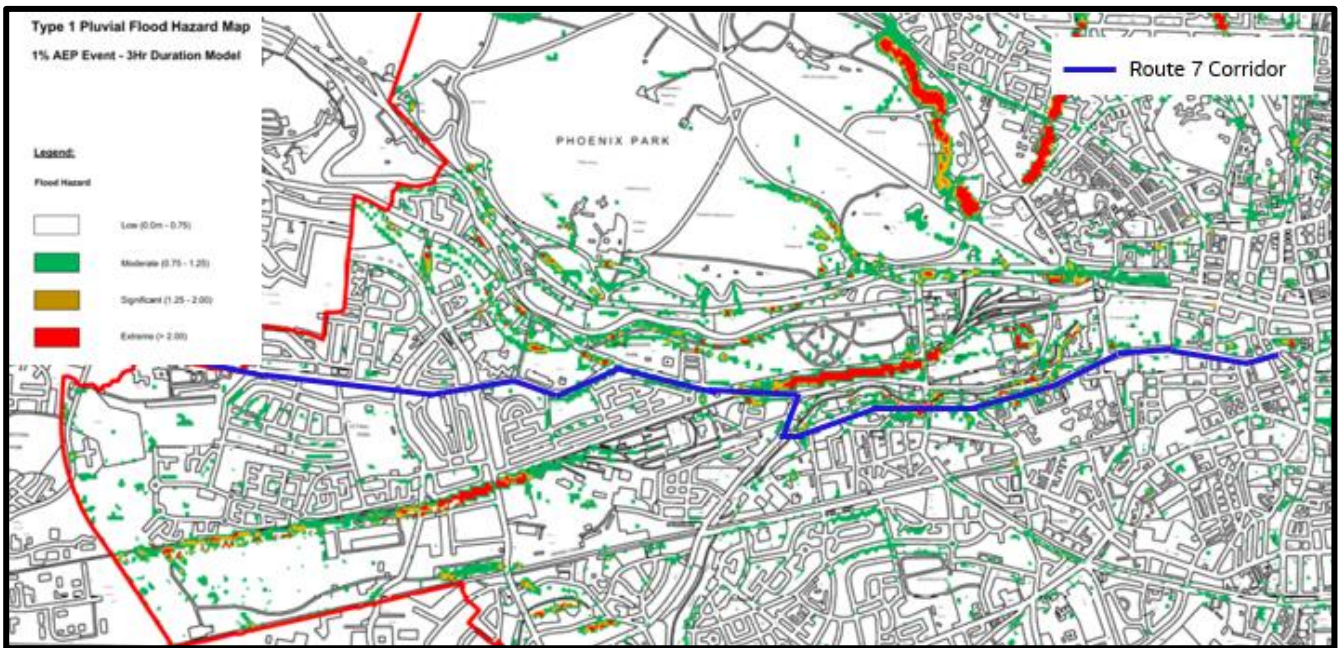 Type 1 Pluvial Flood Hazard Map
1% AEP Event - 3Hr Duration Model
Legend:
Flood Hazard
Low (0.0m - 0.75)
Moderate (0.75 - 1.25)
Significant (1.25 - 2.00)
Extreme (> 2.00)
Route 7 Corridor
PHOENIX PARK